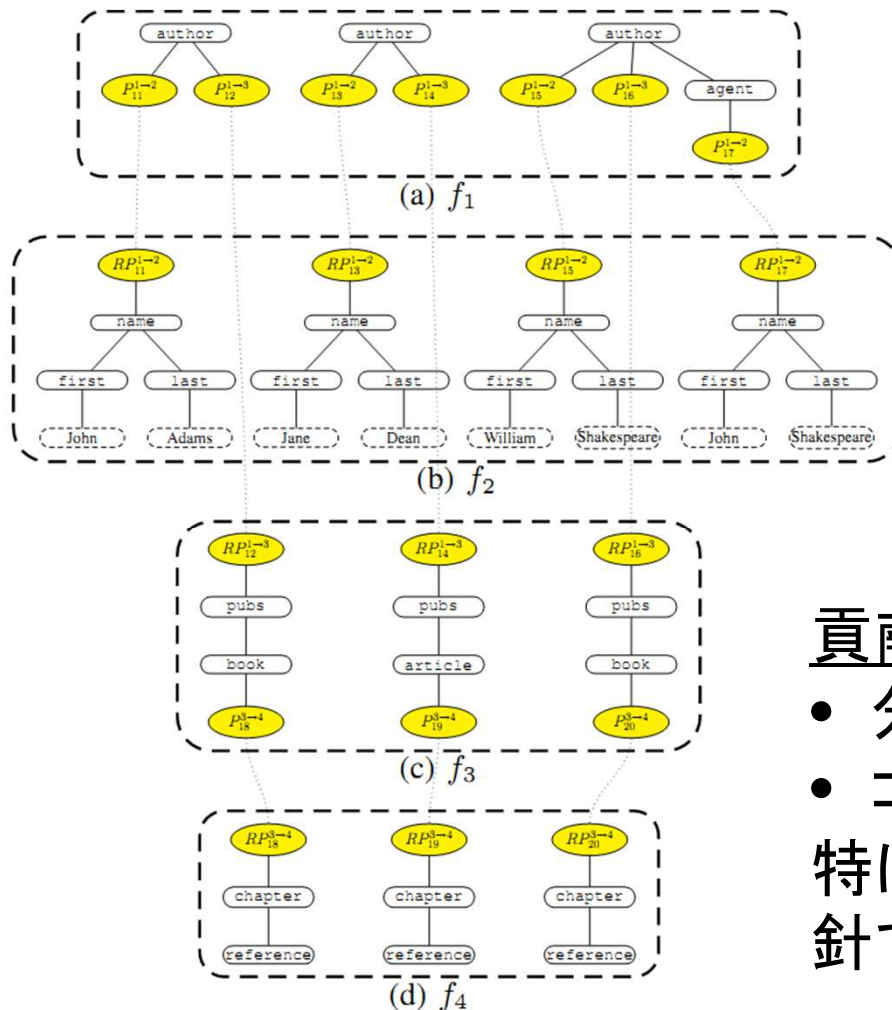 author author author
P_{11}^{1→2} P_{12}^{1→3} P_{13}^{1→2} P_{14}^{1→3} P_{15}^{1→2} P_{16}^{1→3} agent
P_{17}^{1→2}
(a) f_1
RP_{11}^{1→2} RP_{13}^{1→2} RP_{15}^{1→2} RP_{17}^{1→2}
name name name name
first last first last first last first last
John Adams Jane Dean William Shakespeare John Shakespeare
(b) f_2
RP_{12}^{1→3} RP_{14}^{1→3} RP_{16}^{1→3}
pubs pubs pubs
book article book
P_{18}^{3→4} P_{19}^{3→4} P_{20}^{3→4}
(c) f_3
RP_{18}^{3→4} RP_{19}^{3→4} RP_{20}^{3→4}
chapter chapter chapter
reference reference reference
(d) f_4
貢
•
• コ
特に
針